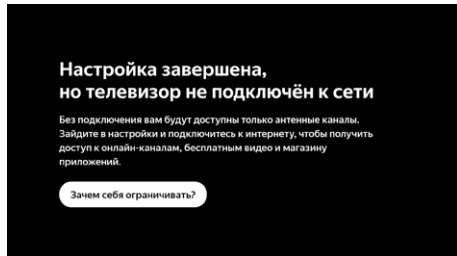 Настройка завершена,
но телевизор не подключён к сети
Без подключения вам будут доступны только антенные каналы.
Зайдите в настройки и подключитесь к интернету, чтобы получить
доступ к онлайн-каналам, бесплатным видео и магазину
приложений.
Зачем себя ограничивать?